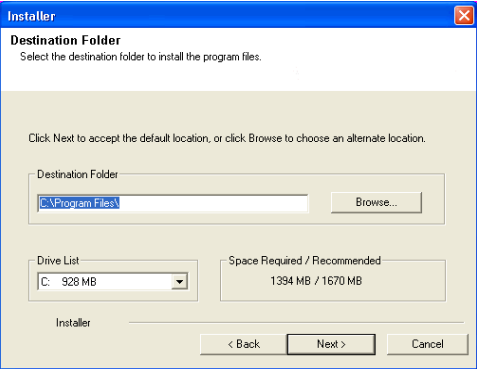 Installer
Destination Folder
Select the destination folder to install the program files.
Click Next to accept the default location, or click Browse to choose an alternate location.
Destination Folder
C:\Program Files\
Browse...
Drive List
C: 928 MB
Space Required / Recommended
1394 MB / 1670 MB
Installer
< Back
Next >
Cancel